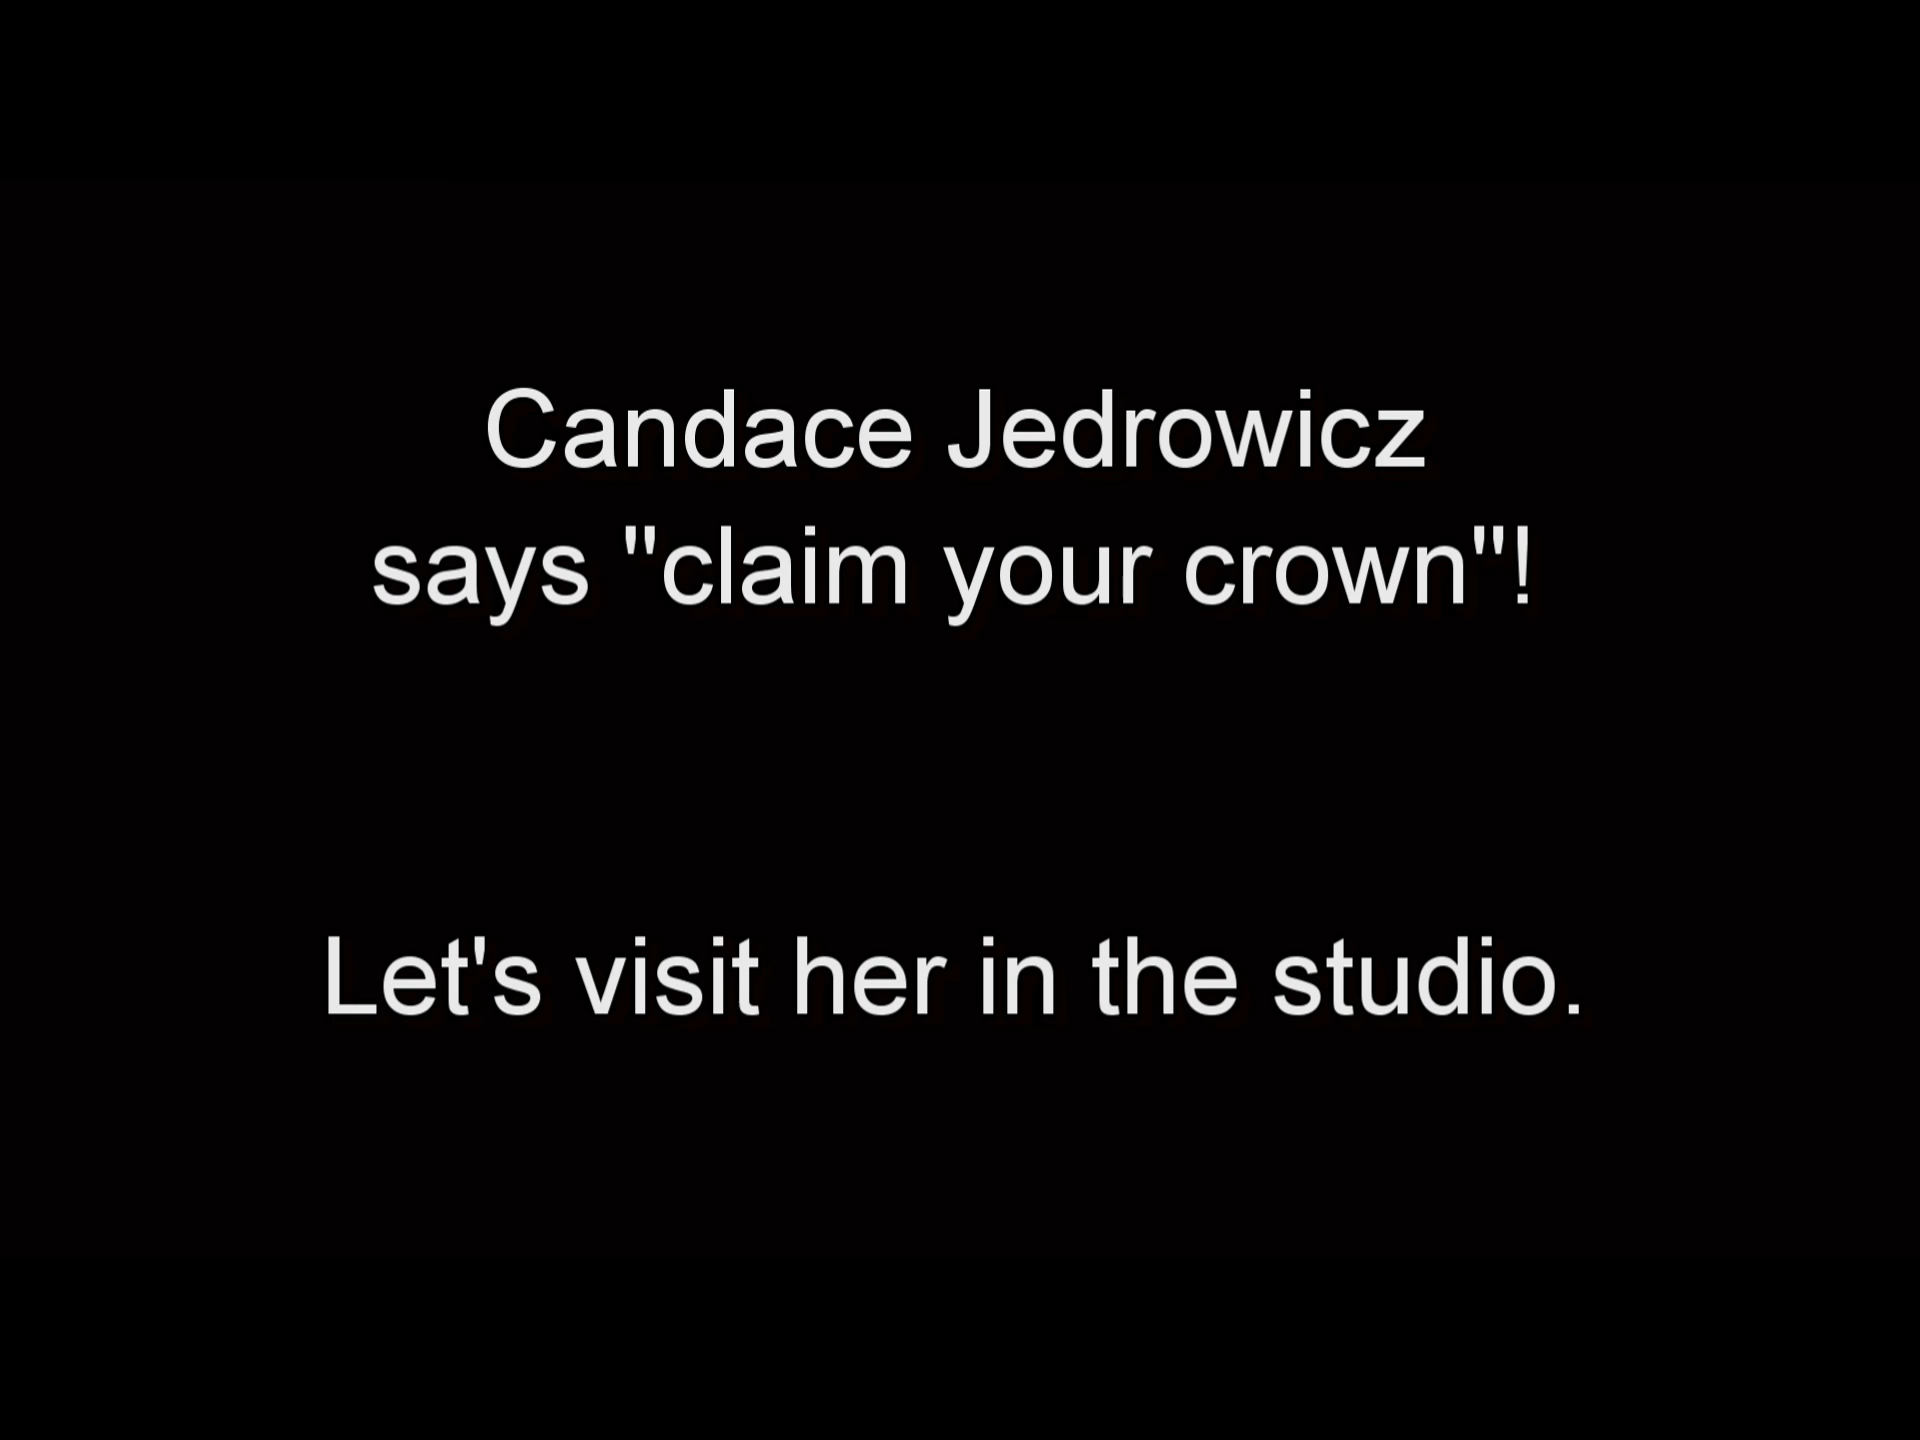 Candace Jedrowicz
says "claim your crown"!
Let's visit her in the studio.